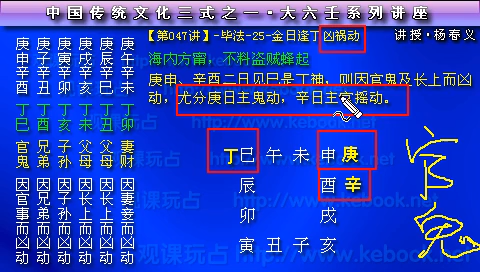 中国传统文化三式之一·大六壬系列讲座
【第047讲】-毕法-25-金日逢丁凶祸动
讲授·杨春义
海内方甯，不料盗贼蜂起
庚申、辛酉二日见巳是丁神，则因官鬼及长上而凶
动，尤分庚日主鬼动，辛日主官摇动。
庚庚庚庚庚庚
申子寅戌辰午
辛辛辛辛辛辛
酉丑卯亥巳未
丁丁丁丁丁丁
巳酉亥未丑卯
官兄子父父妻
鬼弟孙母母财
因因因因因因
官兄子长长妻
事弟孙上上妾
而而而而而而
凶凶凶凶凶凶
动动动动动动
丁巳 午 未 申庚
辰 酉 辛
卯 戌
寅 丑 子 亥
官
鬼